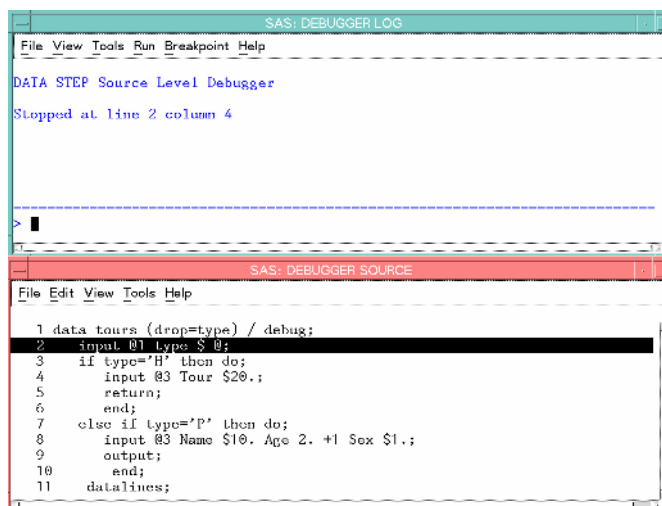 SAS: DEBUGGER LOG
File View Tools Run Breakpoint Help
DATA STEP Source Level Debugger
Stopped at line 2 column 4
>
SAS: DEBUGGER SOURCE
File Edit View Tools Help
1 data tours (drop=type) / debug;
2 input @1 type $ @;
3 if type='H' then do;
4 input @3 Tour $20.;
5 return;
6 end;
7 else if type='P' then do;
8 input @3 Name $10. Age 2. +1 Sex $1.;
9 output;
10 end;
11 datalines;